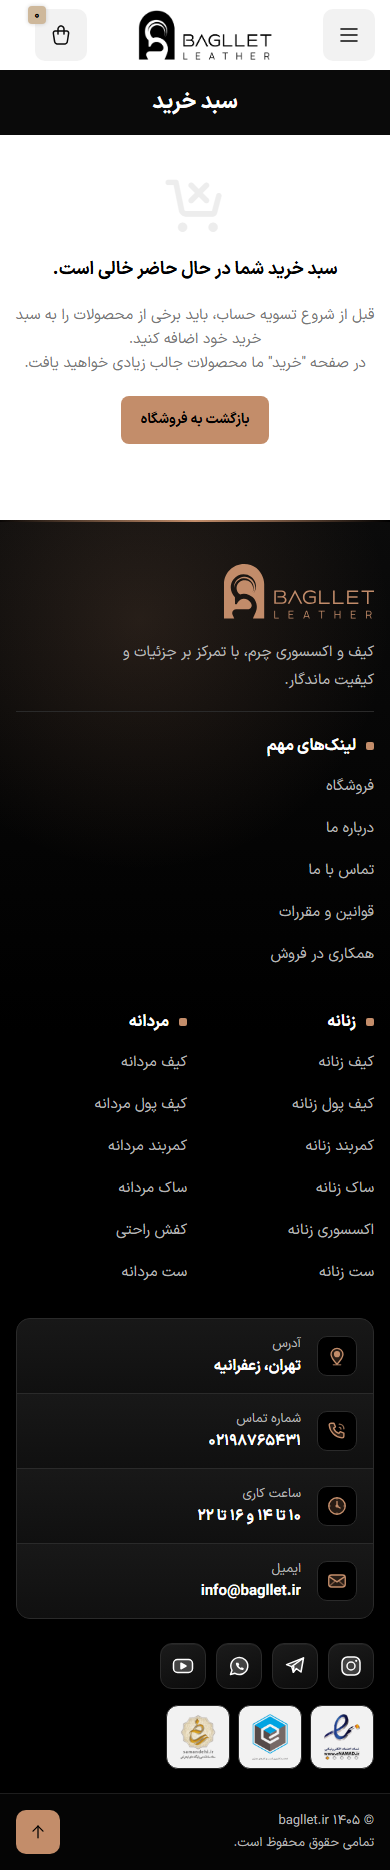 ۰
BAGLLET
LEATHER
سبد خرید
سبد خرید شما در حال حاضر خالی است.
قبل از شروع تسویه حساب، باید برخی از محصولات را به سبد
خرید خود اضافه کنید.
در صفحه "خرید" ما محصولات جالب زیادی خواهید یافت.
بازگشت به فروشگاه
BAGLLET
LEATHER
کیف و اکسسوری چرم، با تمرکز بر جزئیات و
کیفیت ماندگار.
لینک‌های مهم
فروشگاه
درباره ما
تماس با ما
قوانین و مقررات
همکاری در فروش
زنانه
کیف زنانه
کیف پول زنانه
کمربند زنانه
ساک زنانه
اکسسوری زنانه
ست زنانه
مردانه
کیف مردانه
کیف پول مردانه
کمربند مردانه
ساک مردانه
کفش راحتی
ست مردانه
آدرس
تهران، زعفرانیه
شماره تماس
۰۲۱۹۸۷۶۵۴۳۱
ساعت کاری
۱۰ تا ۱۴ و ۱۶ تا ۲۲
ایمیل
info@bagllet.ir
www.eNAMAD.ir
samandehi.ir
© ۱۴۰۵ bagllet.ir
تمامی حقوق محفوظ است.